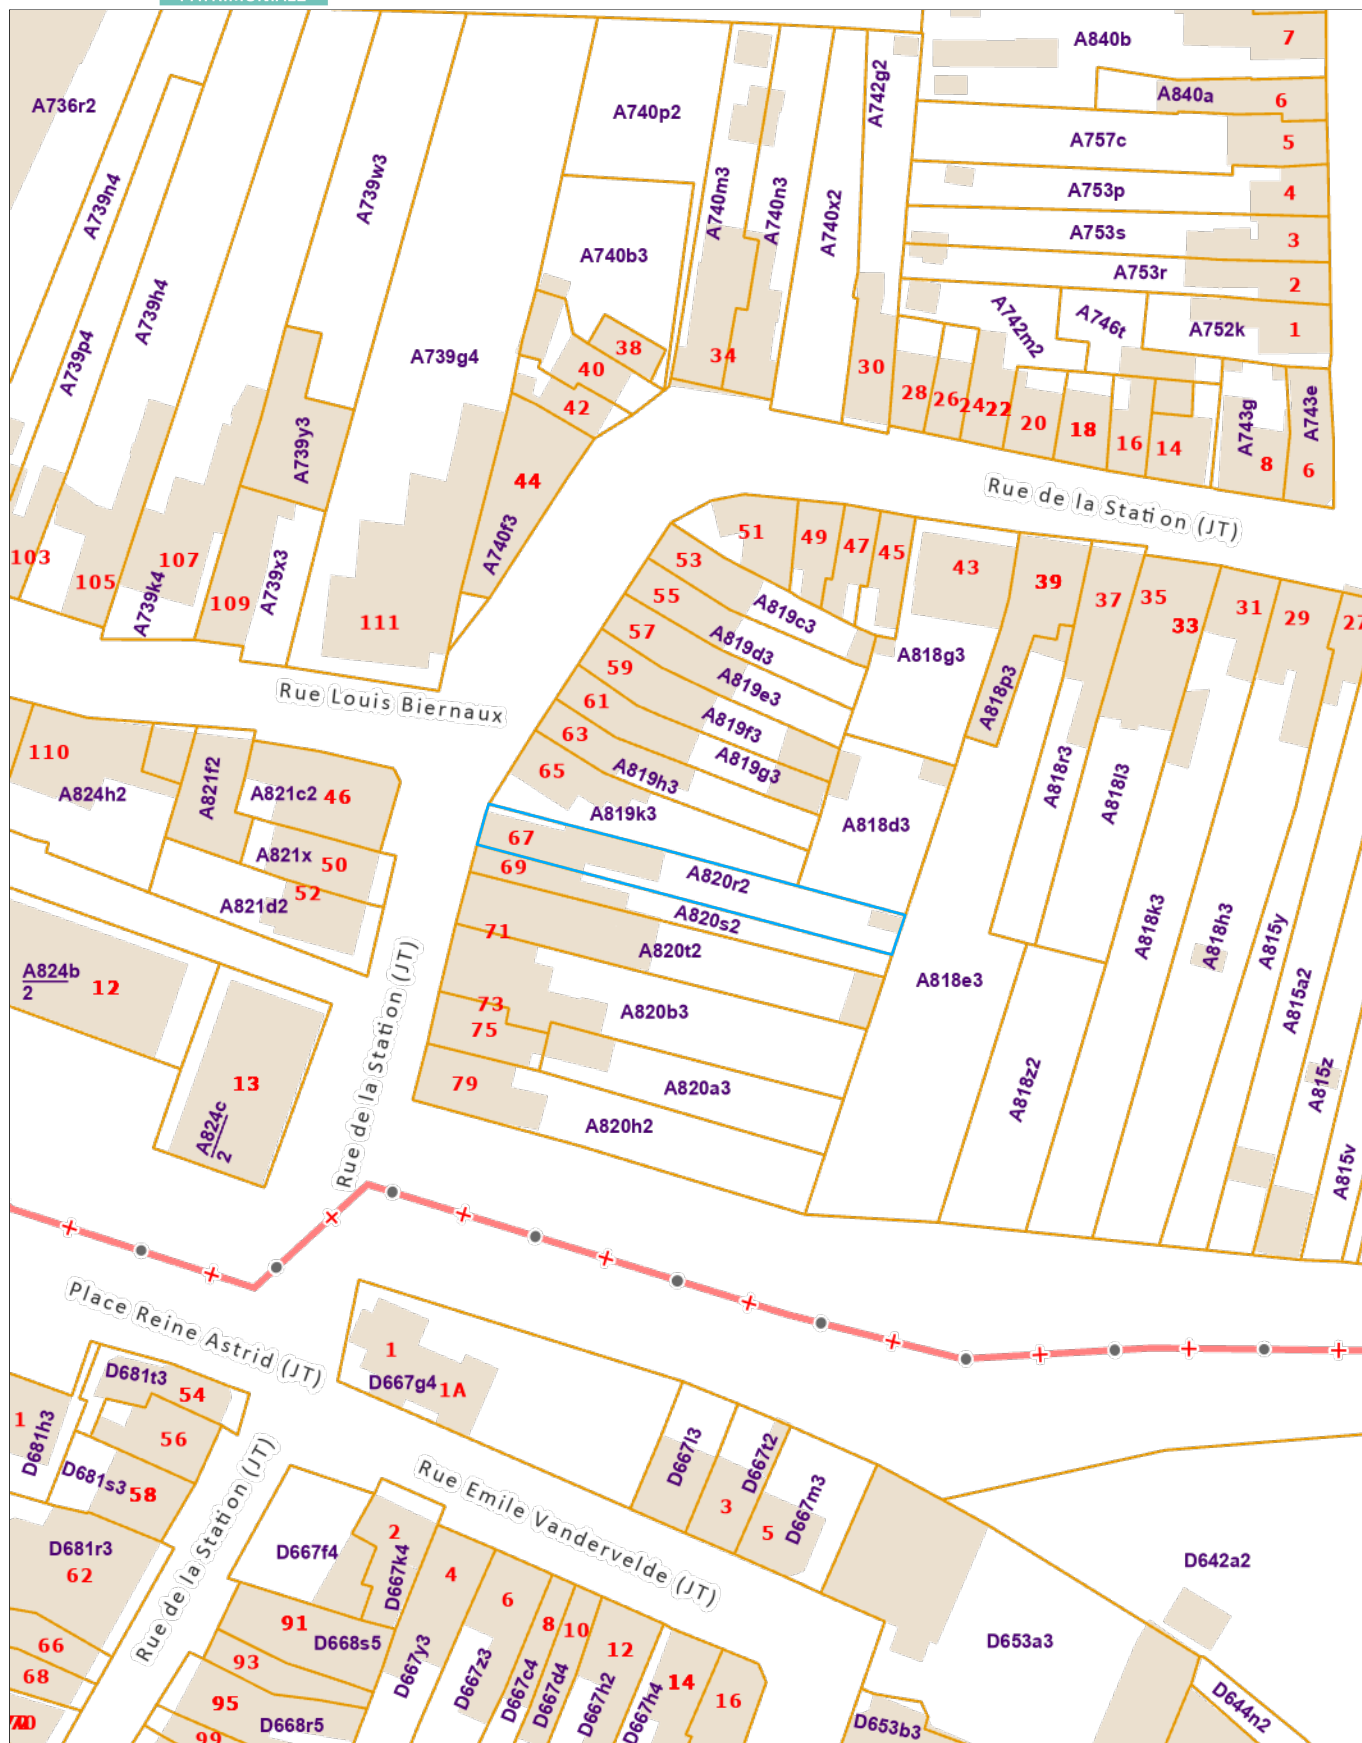 A840b
7
A736r2
A840a
6
A740p2
A742g2
A757c
5
A739n4
A739w3
A740m3
A740n3
A740x2
A753p
4
A753s
3
A740b3
A753r
2
A739h4
A739p4
A739g4
A742m2
A746t
A752k
1
38
40
34
30
42
28
26
24
22
20
18
16
14
A743g
8
A743e
6
A739y3
44
A740f3
Rue de la Station (JT)
103
105
107
A739k4
109
A739x3
111
51
49
47
45
43
39
37
35
33
31
29
27
53
55
57
59
61
63
65
A819c3
A819d3
A819e3
A819f3
A819g3
A819h3
A819k3
A818g3
A818p3
A818r3
A818l3
A818d3
Rue Louis Biernaux
110
A824h2
A821f2
A821c2
46
A821x
50
52
A821d2
67
A820r2
69
A820s2
71
A820t2
A818e3
A818k3
A818h3
A815y
A815a2
A815z
A815v
A818z2
A824b
2
12
13
A824c
2
Rue de la Station (JT)
73
75
A820b3
79
A820a3
A820h2
Place Reine Astrid (JT)
1
D667g4
1A
D681t3
54
1
D681h3
56
D681s3
58
D681r3
62
66
68
70
Rue de la Station (JT)
Rue Emile Vandervelde (JT)
D667l3
D667t2
3
5
D667m3
D642a2
D667f4
2
D667k4
4
6
8
10
12
14
16
91
D668s5
93
95
D668r5
99
D667y3
D667z3
D667c4
D667d4
D667h2
D667h4
D653a3
D653b3
D644n2